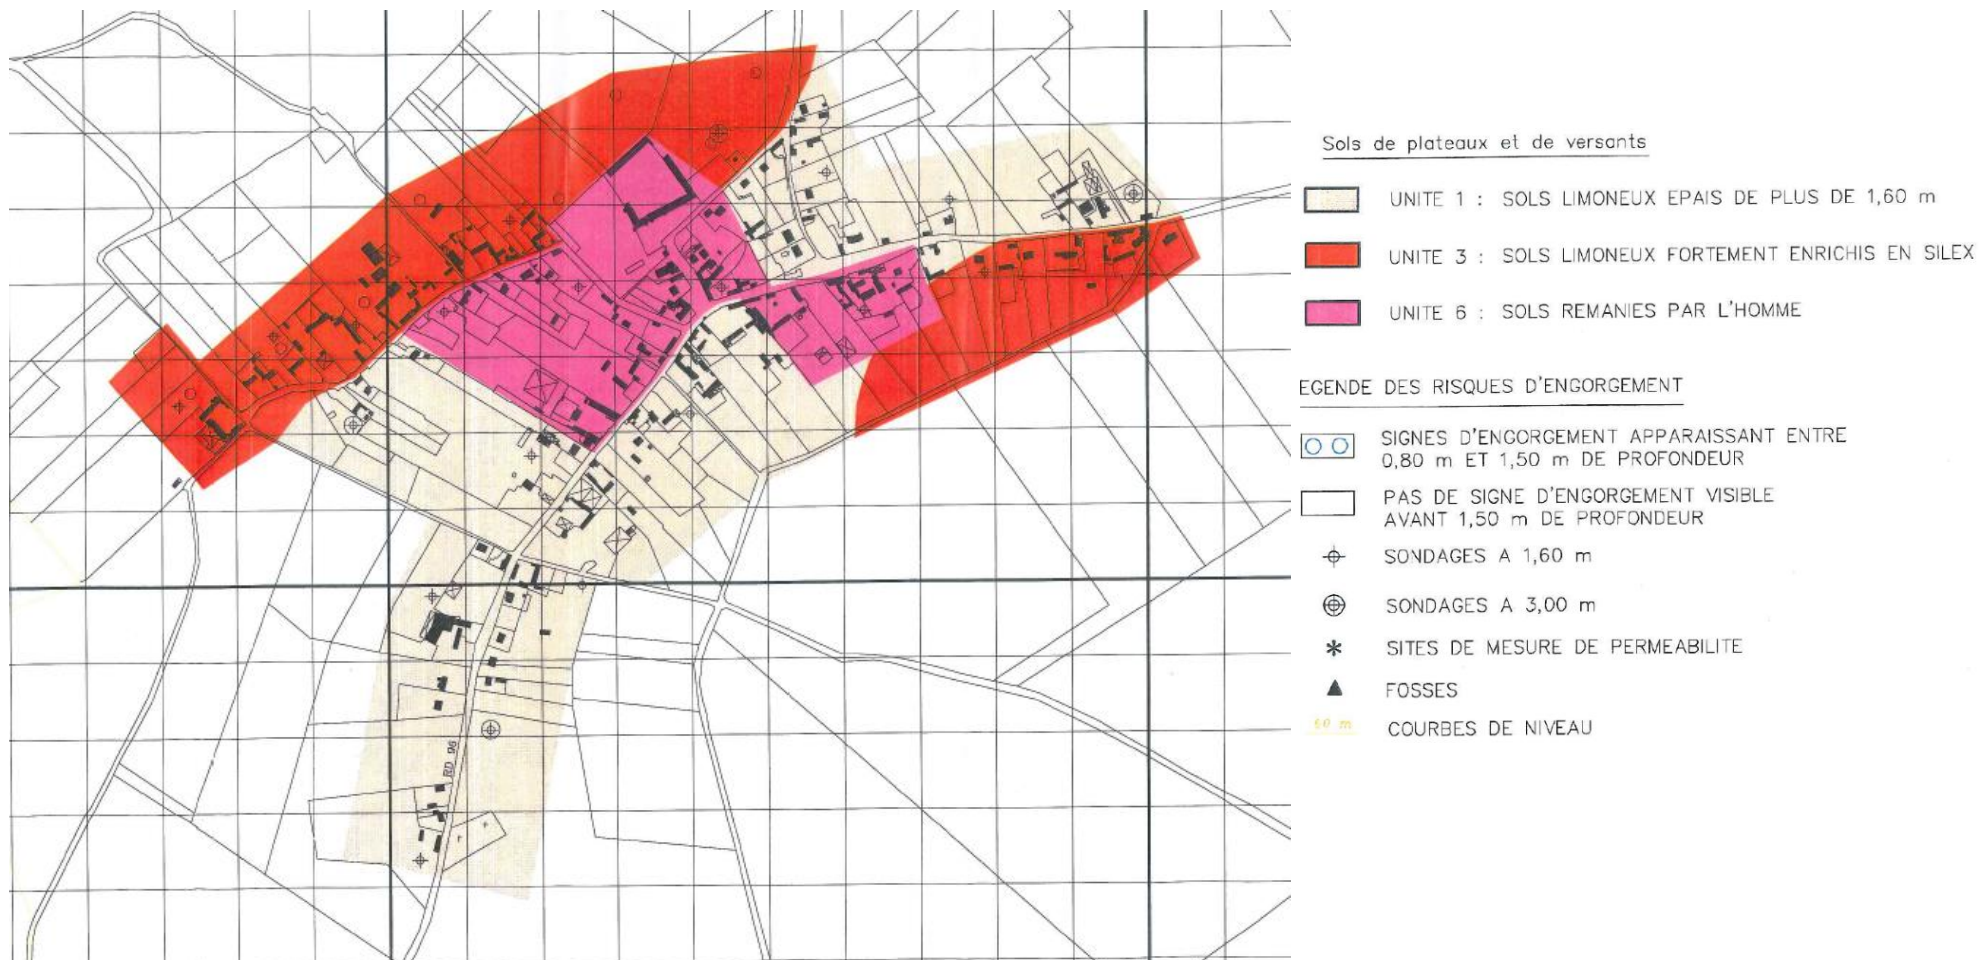 RD 96
Sols de plateaux et de versants
UNITE 1 : SOLS LIMONEUX EPAIS DE PLUS DE 1,60 m
UNITE 3 : SOLS LIMONEUX FORTEMENT ENRICHIS EN SILEX
UNITE 6 : SOLS REMANIES PAR L'HOMME
EGENDE DES RISQUES D'ENGORGEMENT
SIGNES D'ENGORGEMENT APPARAISSANT ENTRE
0,80 m ET 1,50 m DE PROFONDEUR
PAS DE SIGNE D'ENGORGEMENT VISIBLE
AVANT 1,50 m DE PROFONDEUR
SONDAGES A 1,60 m
SONDAGES A 3,00 m
SITES DE MESURE DE PERMEABILITE
FOSSES
60 m
COURBES DE NIVEAU